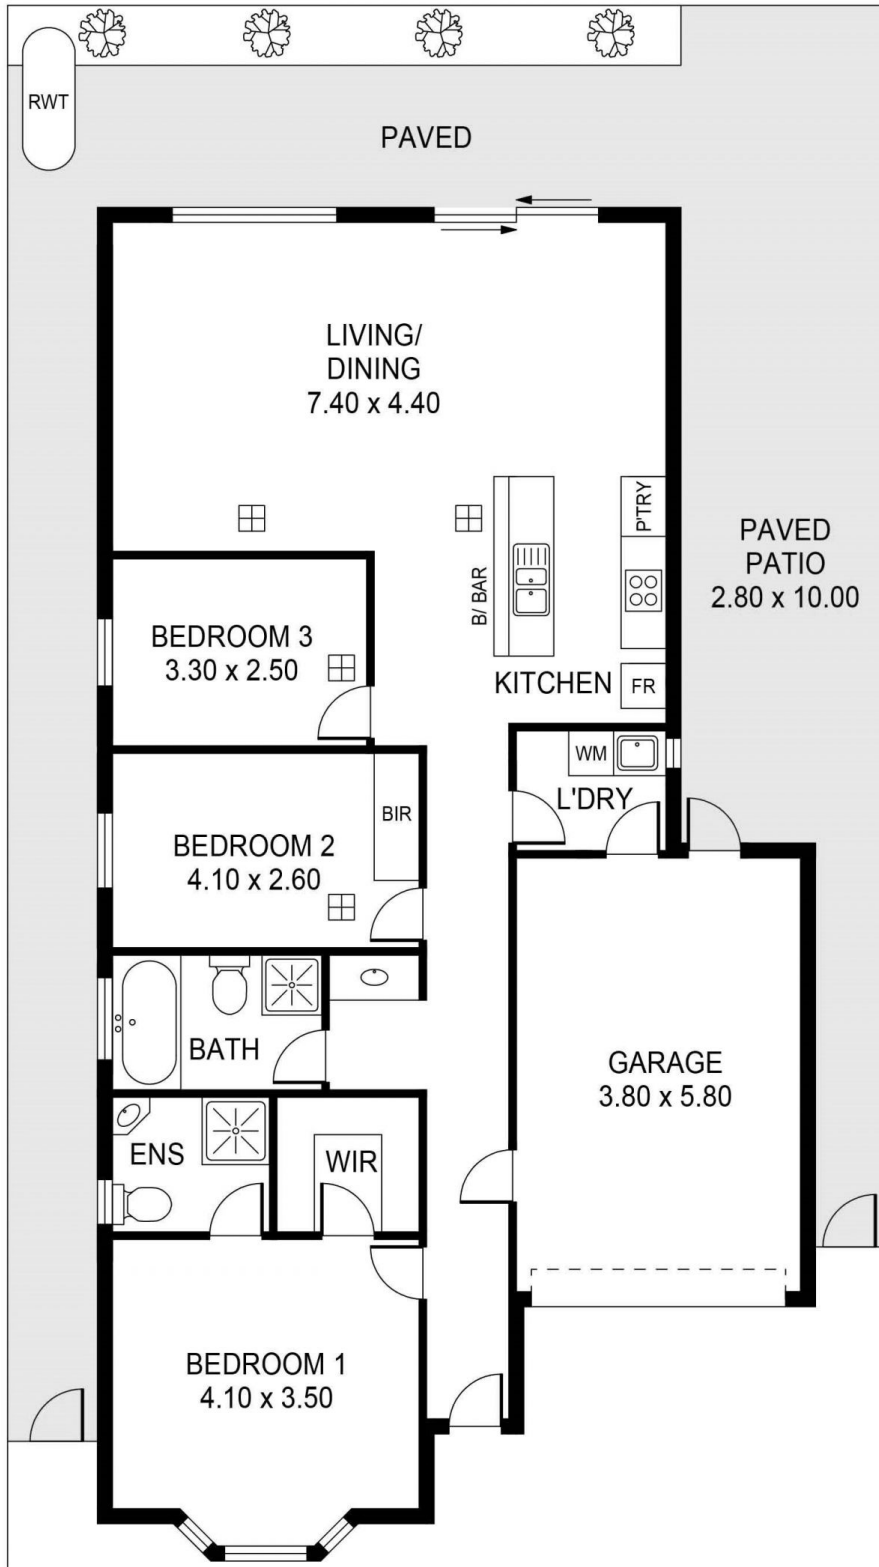 RWT
PAVED
LIVING/
DINING
7.40 x 4.40
P'TRY
B/ BAR
PAVED
PATIO
2.80 x 10.00
BEDROOM 3
3.30 x 2.50
KITCHEN
FR
WM
L'DRY
BIR
BEDROOM 2
4.10 x 2.60
BATH
GARAGE
3.80 x 5.80
ENS
WIR
BEDROOM 1
4.10 x 3.50